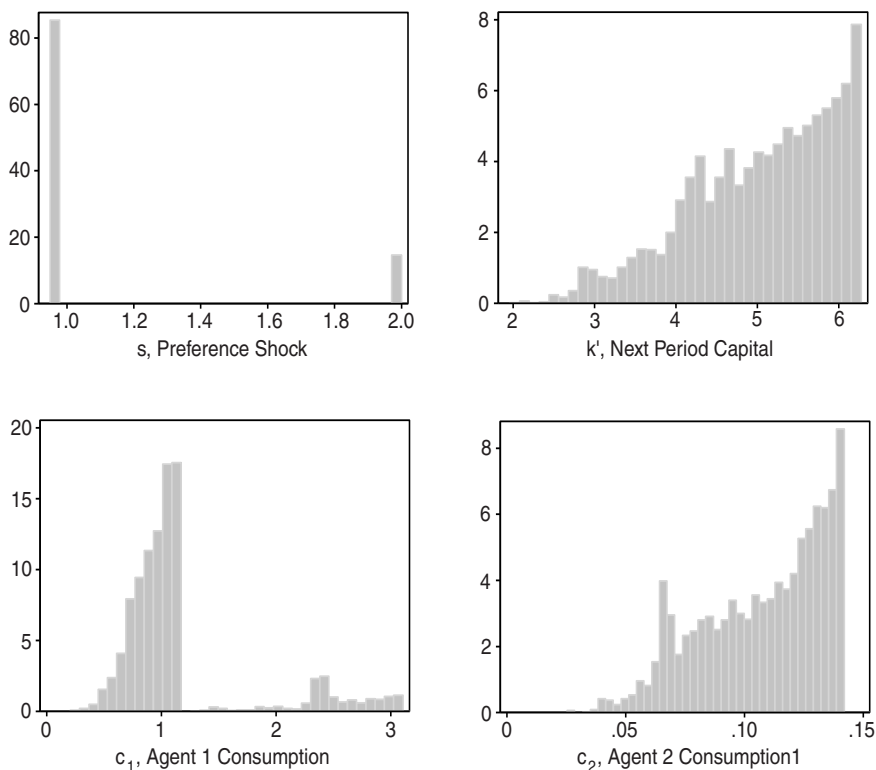 80
60
40
20
0
1.0 1.2 1.4 1.6 1.8 2.0
s, Preference Shock
8
6
4
2
0
2 3 4 5 6
k', Next Period Capital
20
15
10
5
0
0 1 2 3
c1, Agent 1 Consumption
8
6
4
2
0
0 .05 .10 .15
c2, Agent 2 Consumption1